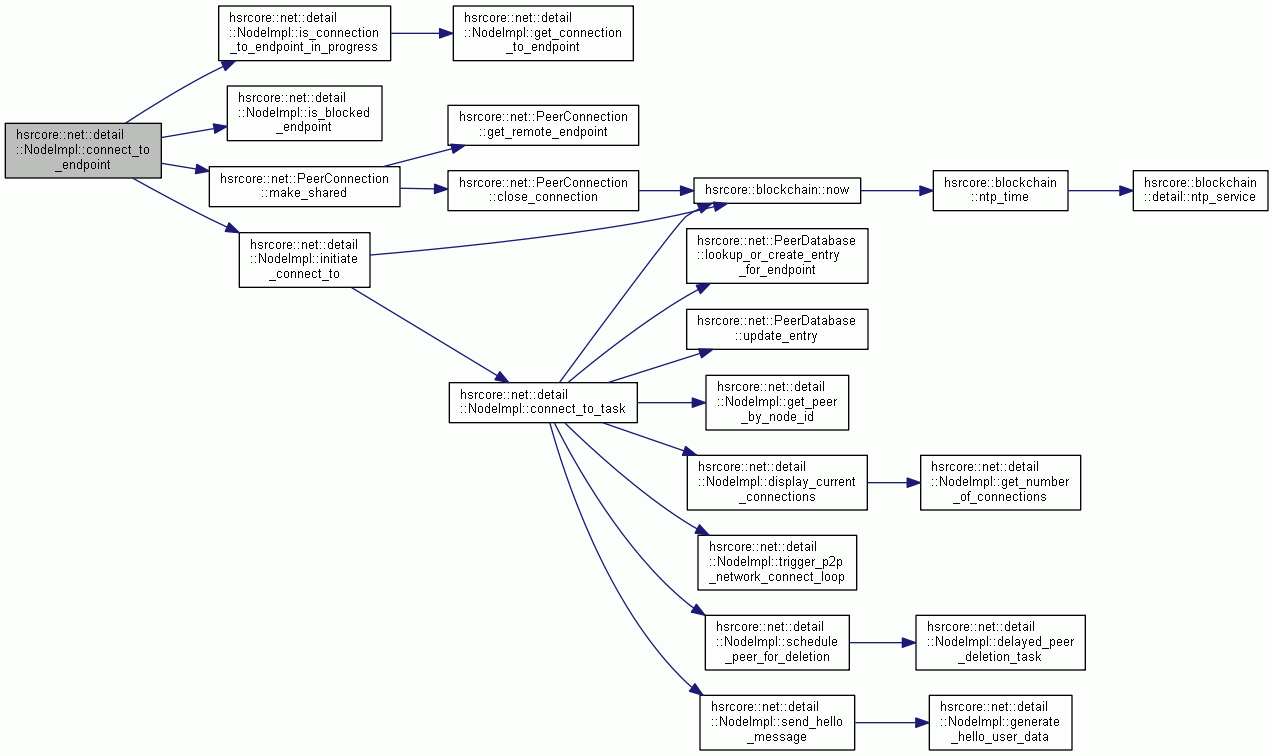 hsrcore::net::detail
::NodeImpl::connect_to
_endpoint
hsrcore::net::detail
::NodeImpl::is_connection
_to_endpoint_in_progress
hsrcore::net::detail
::NodeImpl::get_connection
_to_endpoint
hsrcore::net::detail
::NodeImpl::is_blocked
_endpoint
hsrcore::net::PeerConnection
::make_shared
hsrcore::net::PeerConnection
::get_remote_endpoint
hsrcore::net::PeerConnection
::close_connection
hsrcore::blockchain::now
hsrcore::blockchain
::ntp_time
hsrcore::blockchain
::detail::ntp_service
hsrcore::net::detail
::NodeImpl::initiate
_connect_to
hsrcore::net::detail
::NodeImpl::connect_to_task
hsrcore::net::PeerDatabase
::lookup_or_create_entry
_for_endpoint
hsrcore::net::PeerDatabase
::update_entry
hsrcore::net::detail
::NodeImpl::get_peer
_by_node_id
hsrcore::net::detail
::NodeImpl::display_current
_connections
hsrcore::net::detail
::NodeImpl::get_number
_of_connections
hsrcore::net::detail
::NodeImpl::trigger_p2p
_network_connect_loop
hsrcore::net::detail
::NodeImpl::schedule
_peer_for_deletion
hsrcore::net::detail
::NodeImpl::delayed_peer
_deletion_task
hsrcore::net::detail
::NodeImpl::send_hello
_message
hsrcore::net::detail
::NodeImpl::generate
_hello_user_data